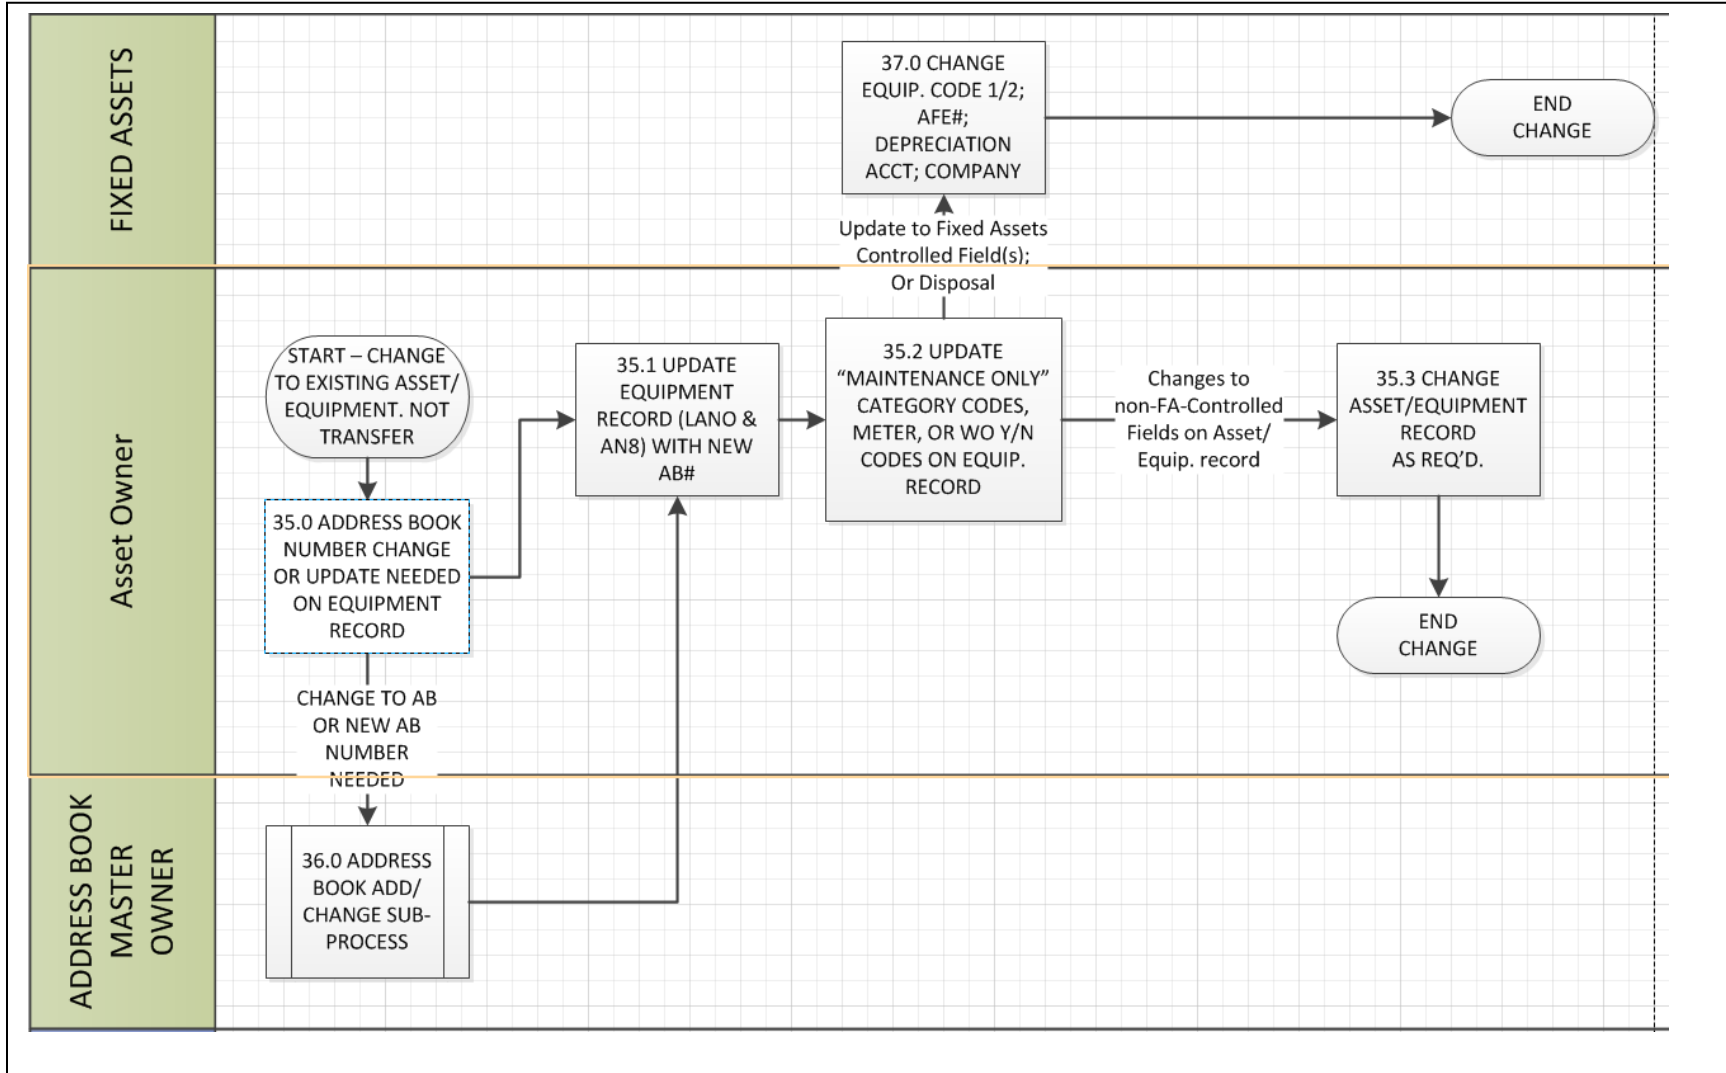 FIXED ASSETS
37.0 CHANGE
EQUIP. CODE 1/2;
AFE#;
DEPRECIATION
ACCT; COMPANY
END
CHANGE
Update to Fixed Assets
Controlled Field(s);
Or Disposal
Asset Owner
START – CHANGE
TO EXISTING ASSET/
EQUIPMENT. NOT
TRANSFER
35.0 ADDRESS BOOK
NUMBER CHANGE
OR UPDATE NEEDED
ON EQUIPMENT
RECORD
35.1 UPDATE
EQUIPMENT
RECORD (LANO &
AN8) WITH NEW
AB#
35.2 UPDATE
“MAINTENANCE ONLY”
CATEGORY CODES,
METER, OR WO Y/N
CODES ON EQUIP.
RECORD
Changes to
non-FA-Controlled
Fields on Asset/
Equip. record
35.3 CHANGE
ASSET/EQUIPMENT
RECORD
AS REQ’D.
END
CHANGE
CHANGE TO AB
OR NEW AB
NUMBER
NEEDED
ADDRESS BOOK
MASTER
OWNER
36.0 ADDRESS
BOOK ADD/
CHANGE SUB-
PROCESS